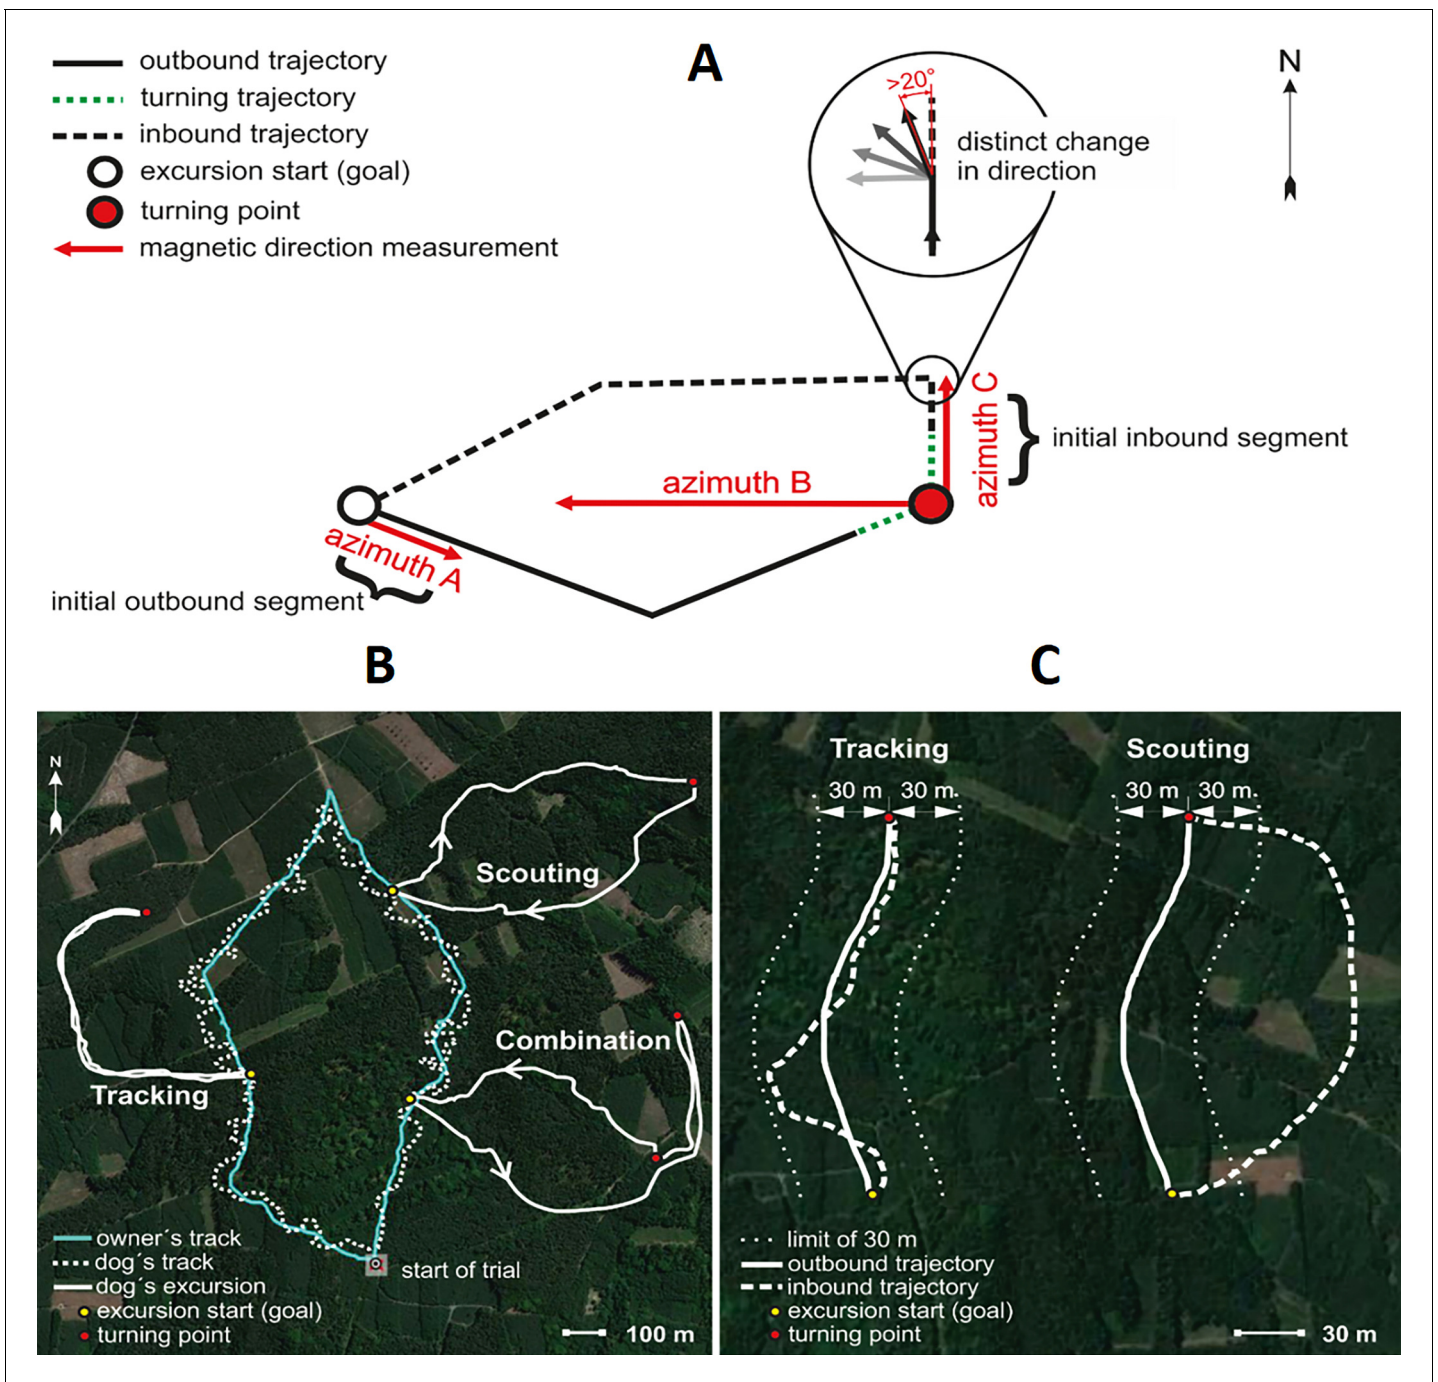 A
outbound trajectory
turning trajectory
inbound trajectory
excursion start (goal)
turning point
magnetic direction measurement
>20°
distinct change
in direction
N
azimuth C
initial inbound segment
azimuth B
azimuth A
initial outbound segment
B
C
N
Scouting
Combination
Tracking
owner´s track
dog´s track
dog´s excursion
excursion start (goal)
turning point
start of trial
100 m
Tracking
30 m
30 m
Scouting
30 m
30 m
limit of 30 m
outbound trajectory
inbound trajectory
excursion start (goal)
turning point
30 m